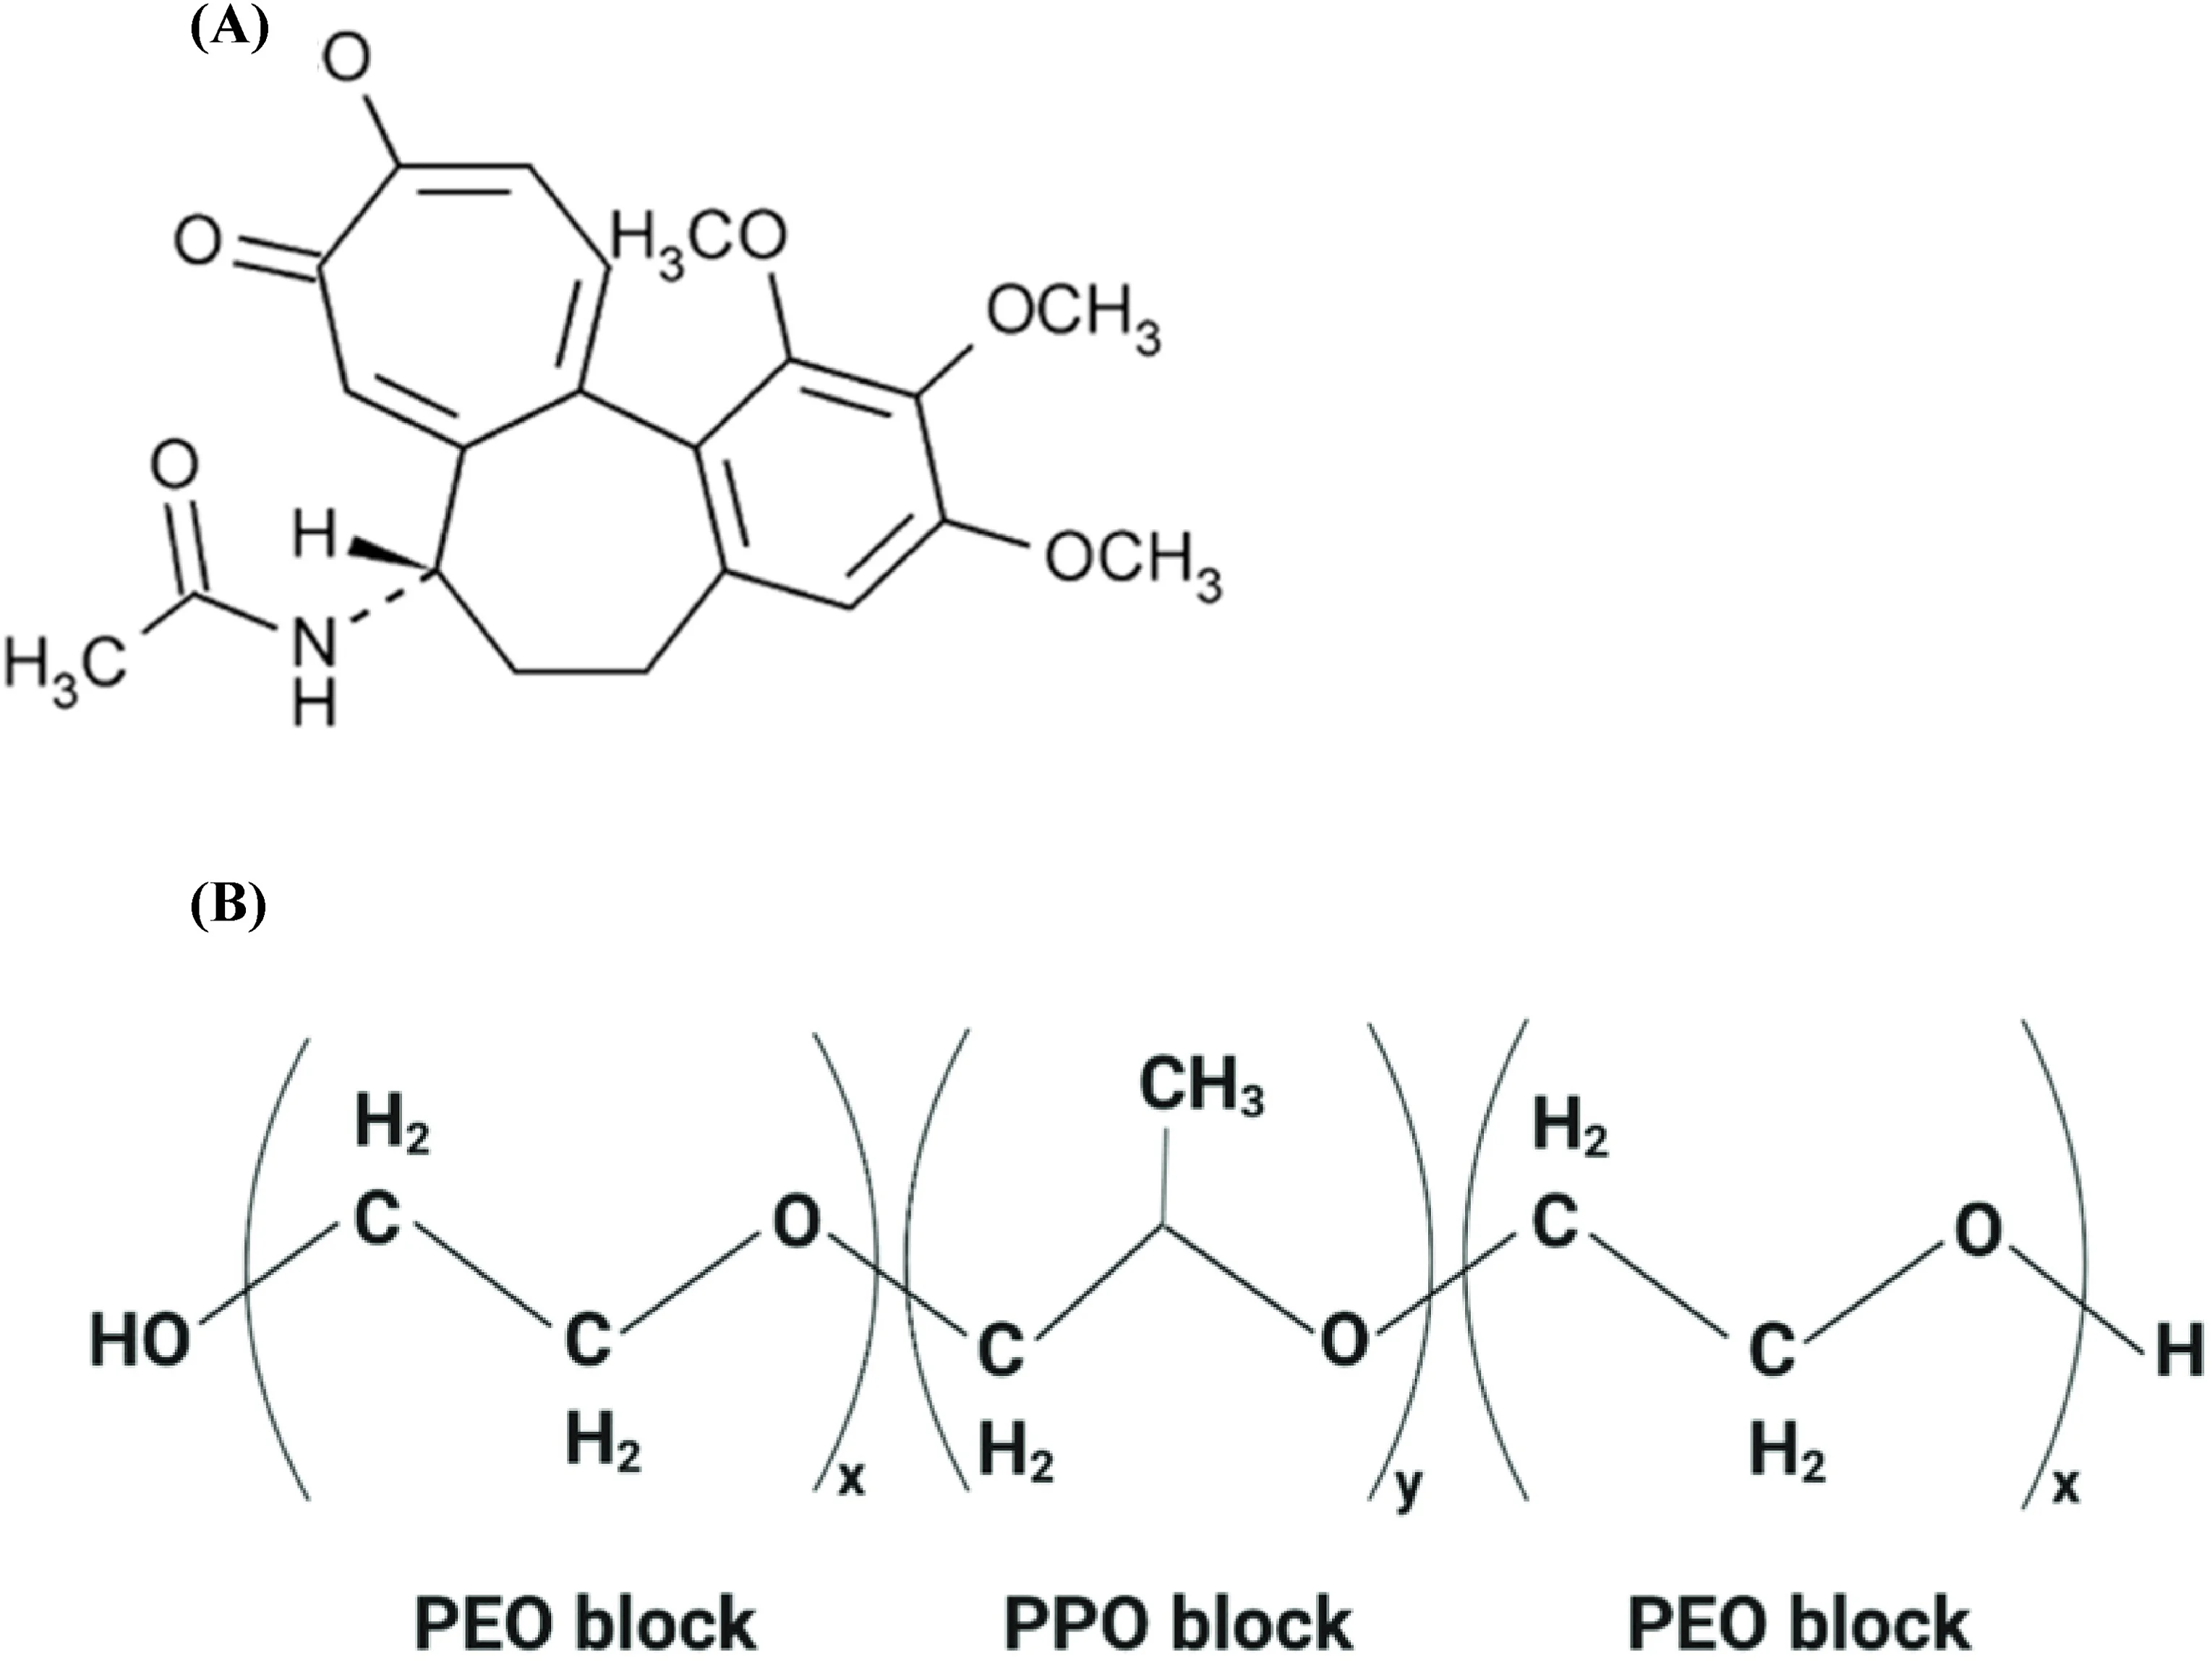 (A)
O
O
H₃CO
OCH₃
O
H
OCH₃
N
H₃C
H
(B)
CH₃
H₂
H₂
C
O
C
O
HO
C
C
O
C
H
H₂
H₂
H₂
x
y
x
PEO block
PPO block
PEO block